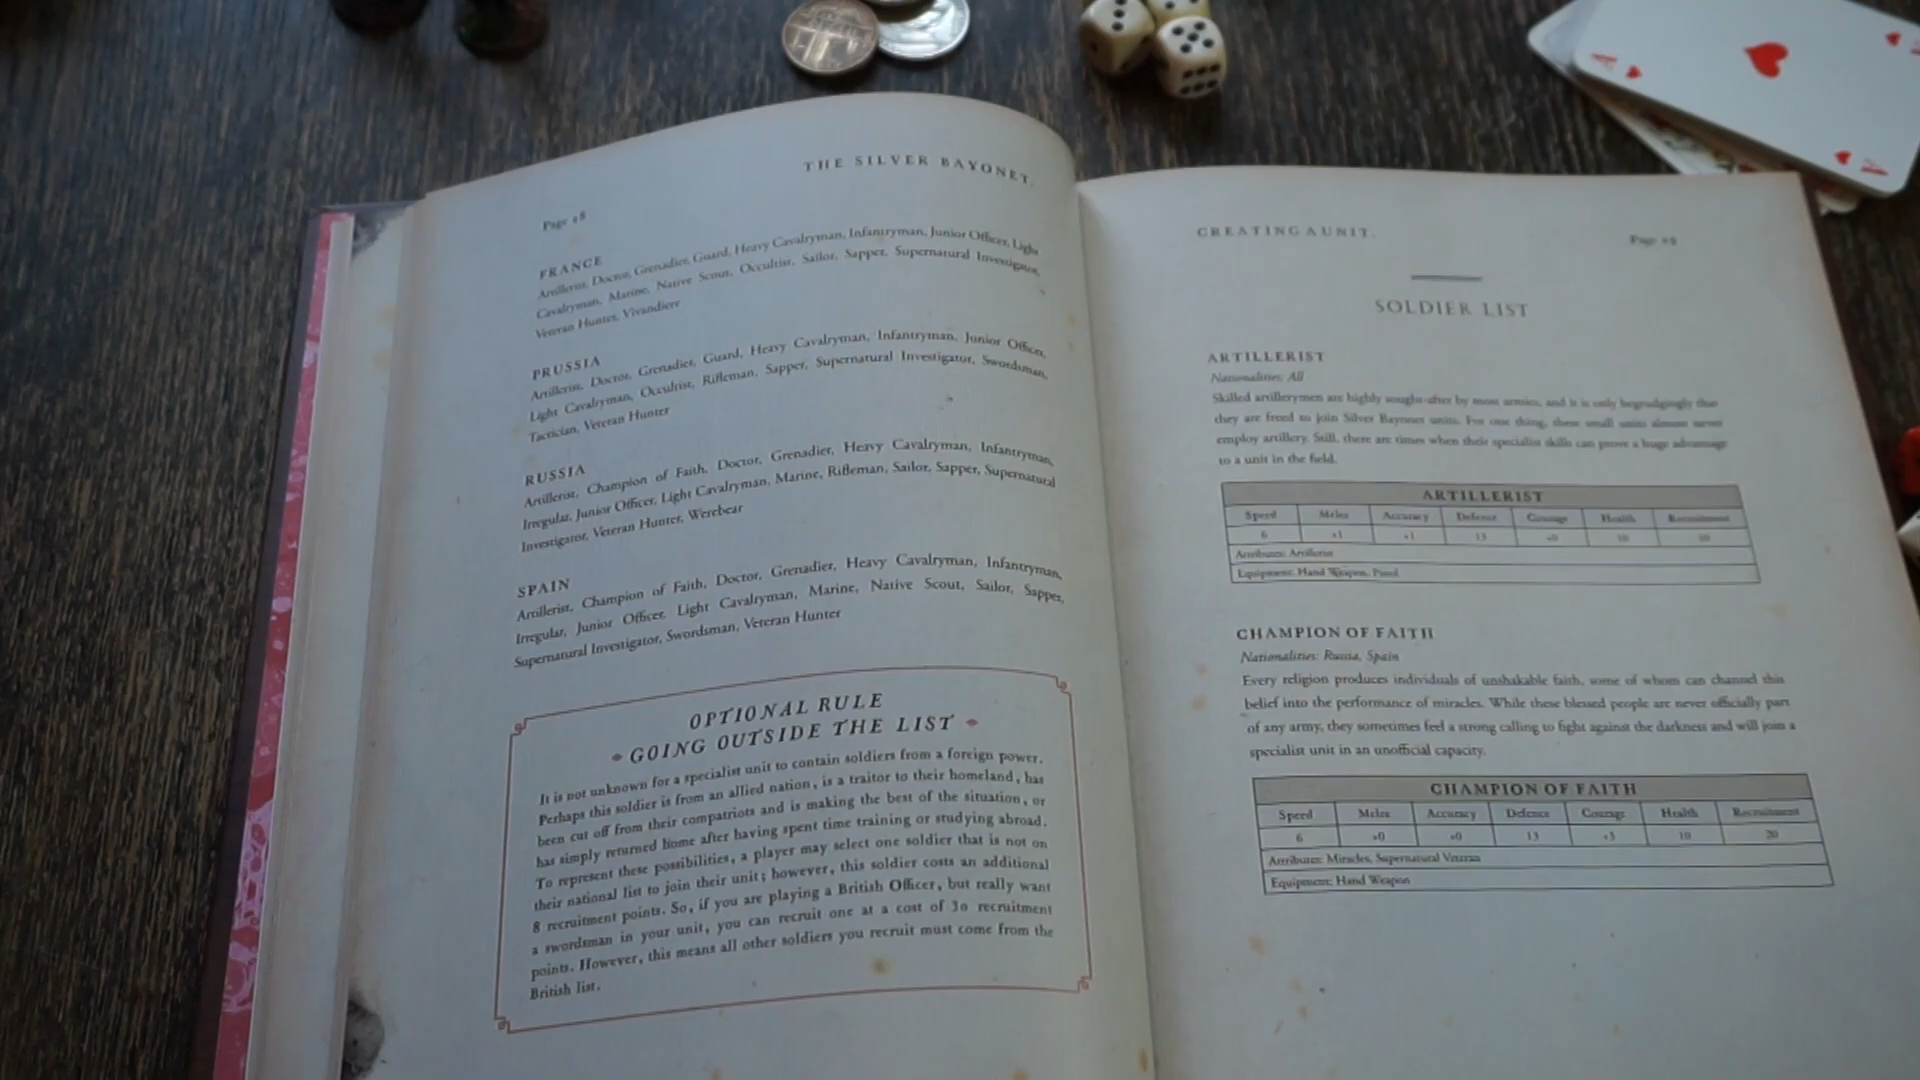 THE SILVER BAYONET.
FRANCE
Artillerist, Doctor, Grenadier, Guard, Heavy Cavalryman, Infantryman, Junior Officer, Light
Cavalryman, Marine, Native Scout, Occultist, Sailor, Sapper, Supernatural Investigator,
Veteran Hunter, Vivandiere
PRUSSIA
Artillerist, Doctor, Grenadier, Guard, Heavy Cavalryman, Infantryman, Junior Officer,
Light Cavalryman, Occultist, Rifleman, Sapper, Supernatural Investigator, Swordsman,
Tactician, Veteran Hunter
RUSSIA
Artillerist, Champion of Faith, Doctor, Grenadier, Heavy Cavalryman, Infantryman,
Irregular, Junior Officer, Light Cavalryman, Marine, Rifleman, Sailor, Sapper, Supernatural
Investigator, Veteran Hunter, Werebear
SPAIN
Artillerist, Champion of Faith, Doctor, Grenadier, Heavy Cavalryman, Infantryman,
Irregular, Junior Officer, Light Cavalryman, Marine, Native Scout, Sailor, Sapper,
Supernatural Investigator, Swordsman, Veteran Hunter
OPTIONAL RULE
GOING OUTSIDE THE LIST
It is not unknown for a specialist unit to contain soldiers from a foreign power.
Perhaps this soldier is from an allied nation, is a traitor to their homeland, has
been cut off from their compatriots and is making the best of the situation, or
has simply returned home after having spent time training or studying abroad.
To represent these possibilities, a player may select one soldier that is not on
their national list to join their unit; however, this soldier costs an additional
8 recruitment points. So, if you are playing a British Officer, but really want
a swordsman in your unit, you can recruit one at a cost of 30 recruitment
points. However, this means all other soldiers you recruit must come from the
British list.
CREATING A UNIT.
Page
SOLDIER LIST
ARTILLERIST
Nationalities: All
Skilled artillerymen are highly sought-after by most armies, and it is only begrudgingly that
they are freed to join Silver Bayonet units. For one thing, these small units almost never
employ artillery. Still, there are times when their specialist skills can prove a huge advantage
to a unit in the field.
ARTILLERIST
Speed Melee Accuracy Defence Courage Health Recruitment
6 +1 +1 13 +0 10
Attributes: Artillerist
Equipment: Hand Weapon, Pistol
CHAMPION OF FAITH
Nationalities: Russia, Spain
Every religion produces individuals of unshakable faith, some of whom can channel this
belief into the performance of miracles. While these blessed people are never officially part
of any army, they sometimes feel a strong calling to fight against the darkness and will join a
specialist unit in an unofficial capacity.
CHAMPION OF FAITH
Speed Melee Accuracy Defence Courage Health Recruitment
6 +0 +0 13 +3 10 20
Attributes: Miracles, Supernatural Veteran
Equipment: Hand Weapon